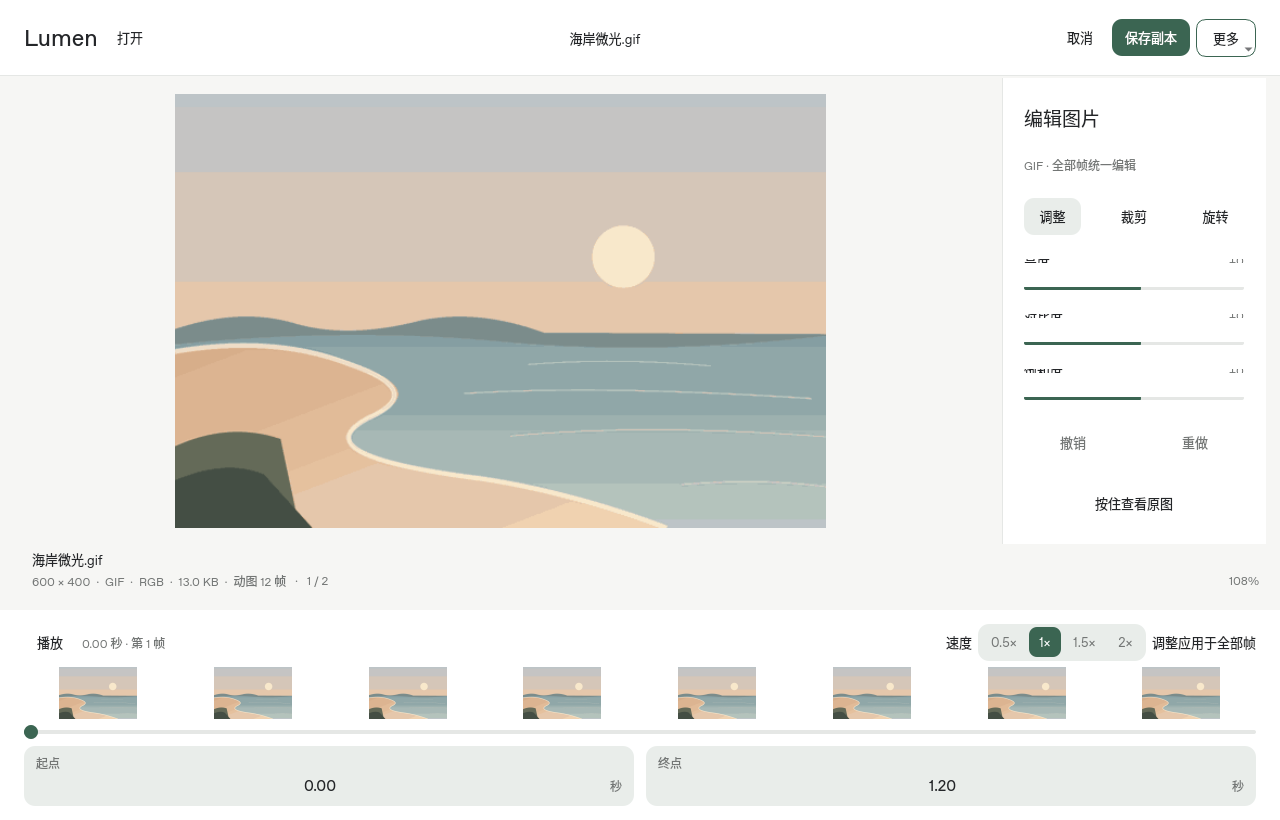 Lumen 打开 海岸微光.gif 取消 保存副本 更多
编辑图片
GIF · 全部帧统一编辑
调整 裁剪 旋转
撤销 重做
按住查看原图
海岸微光.gif
600 × 400 · GIF · RGB · 13.0 KB · 动图 12 帧 · 1 / 2
108%
播放 0.00 秒 · 第 1 帧 速度 0.5× 1× 1.5× 2× 调整应用于全部帧
起点
0.00 秒
终点
1.20 秒